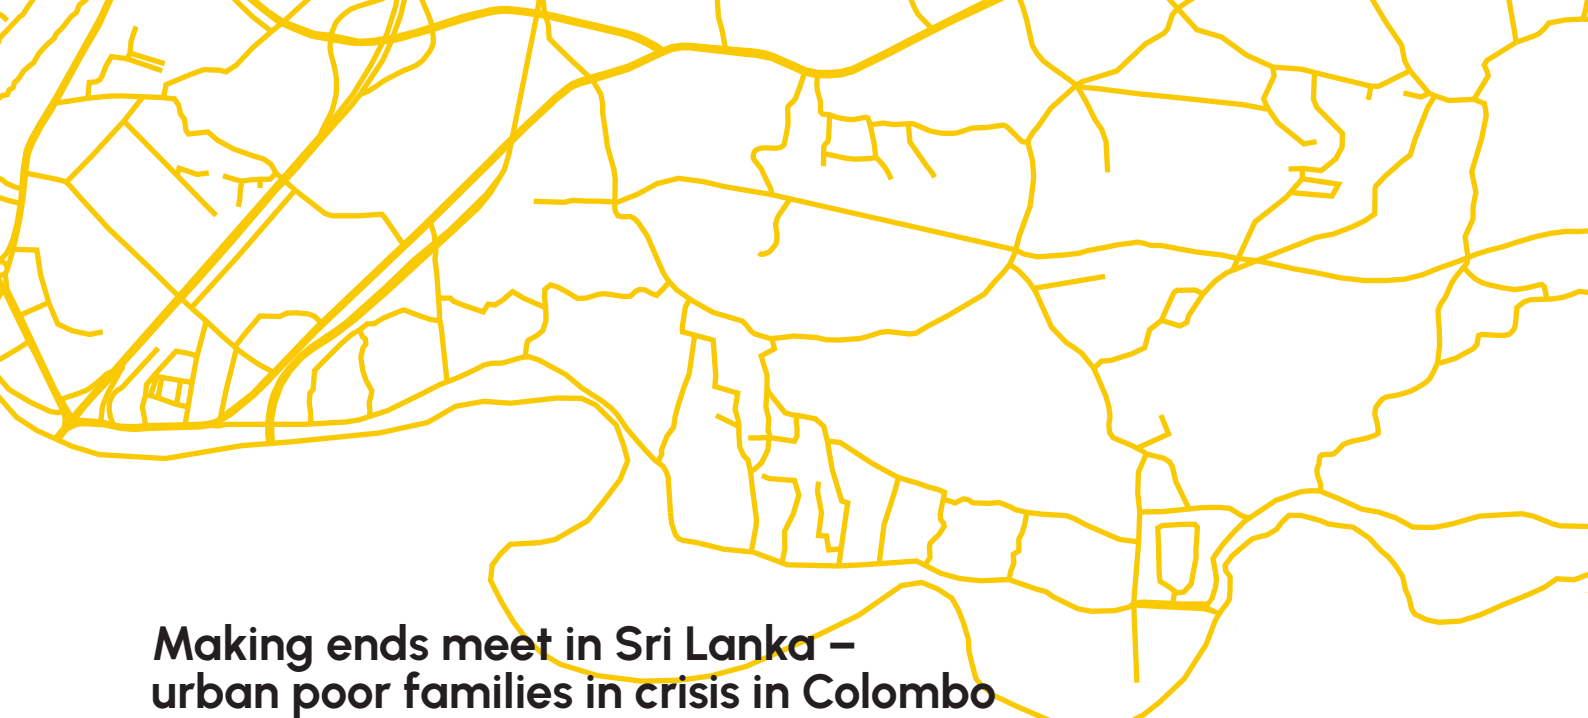 Making ends meet in Sri Lanka –
urban poor families in crisis in Colombo